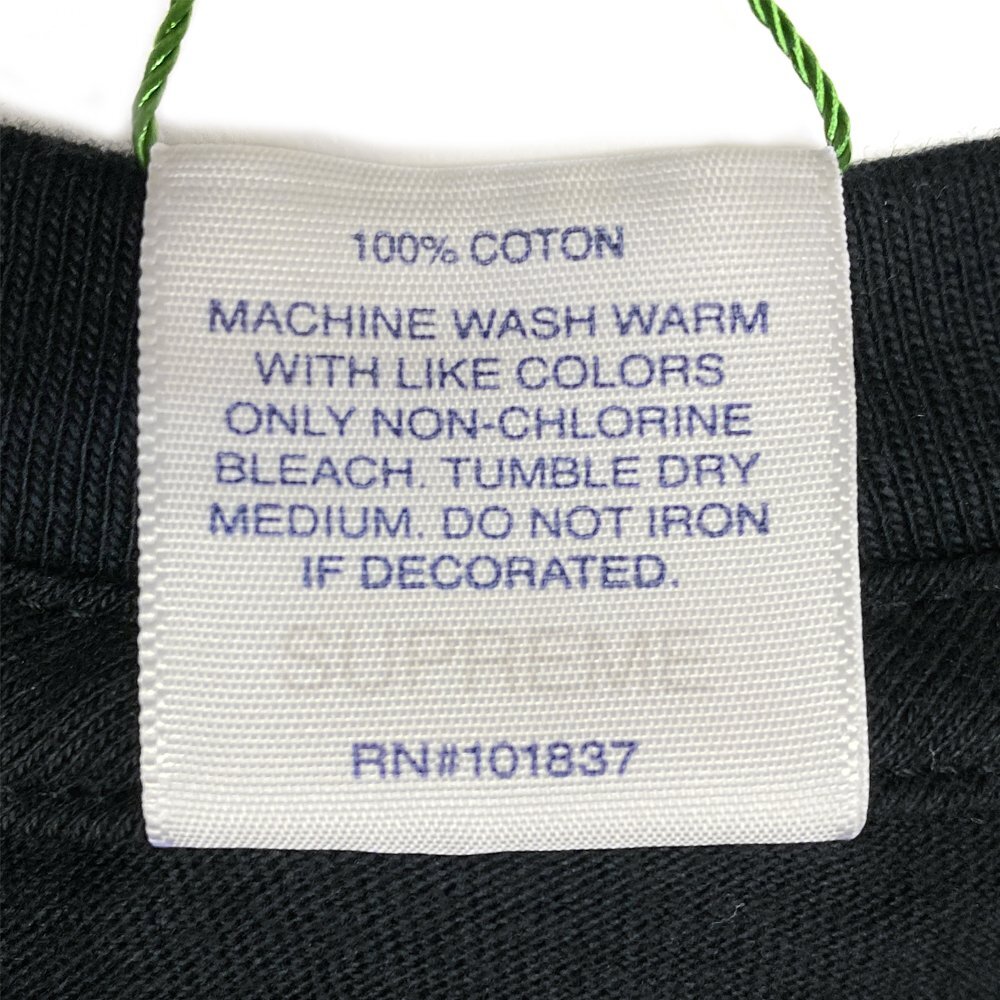 100% COTON
MACHINE WASH WARM
WITH LIKE COLORS
ONLY NON-CHLORINE
BLEACH. TUMBLE DRY
MEDIUM. DO NOT IRON
IF DECORATED.
SUPREME
RN#101837